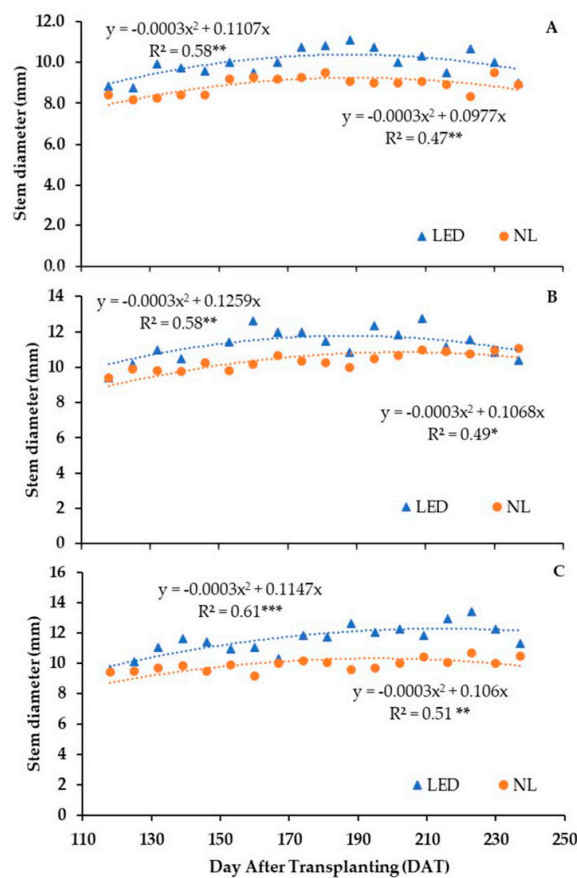 A
y = -0.0003x² + 0.1107x
R² = 0.58**
y = -0.0003x² + 0.0977x
R² = 0.47**
Stem diameter (mm)
12.0
10.0
8.0
6.0
4.0
2.0
0.0
LED
NL
B
y = -0.0003x² + 0.1259x
R² = 0.58**
y = -0.0003x² + 0.1068x
R² = 0.49*
Stem diameter (mm)
14
12
10
8
6
4
2
0
LED
NL
C
y = -0.0003x² + 0.1147x
R² = 0.61***
y = -0.0003x² + 0.106x
R² = 0.51 **
Stem diameter (mm)
16
14
12
10
8
6
4
2
0
LED
NL
110 130 150 170 190 210 230 250
Day After Transplanting (DAT)